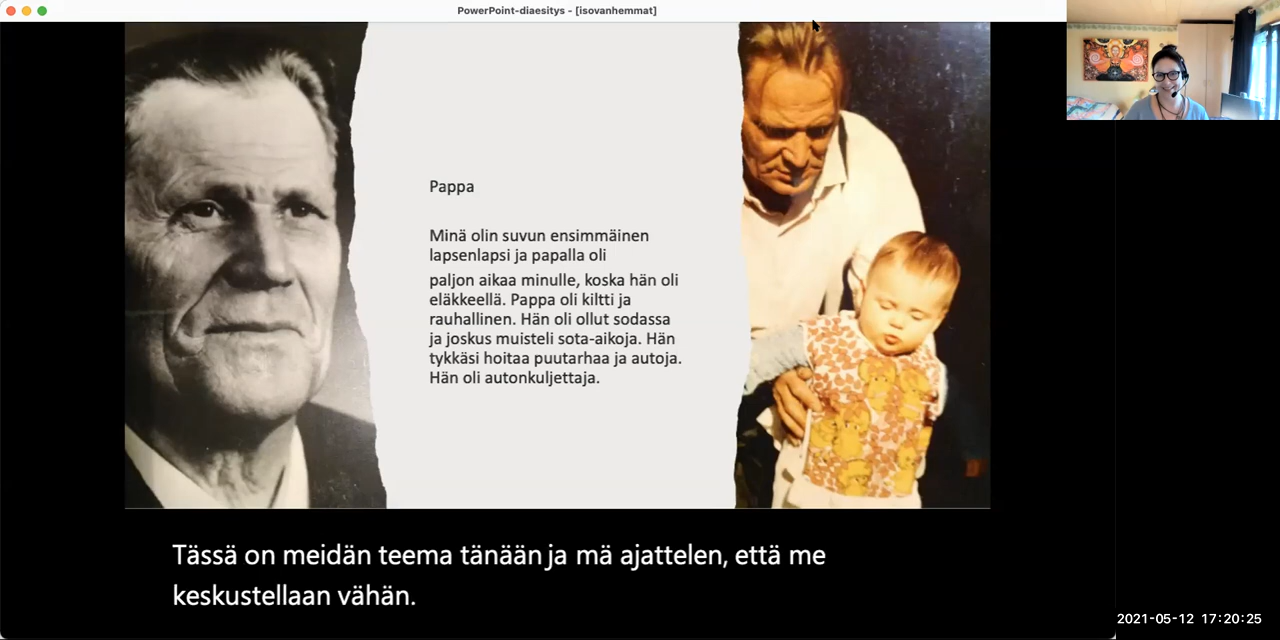 PowerPoint-diaesitys - [isovanhemmat]
Pappa
Minä olin suvun ensimmäinen
lapsenlapsi ja papalla oli
paljon aikaa minulle, koska hän oli
eläkkeellä. Pappa oli kiltti ja
rauhallinen. Hän oli ollut sodassa
ja joskus muisteli sota-aikoja. Hän
tykkäsi hoitaa puutarhaa ja autoja.
Hän oli autonkuljettaja.
Tässä on meidän teema tänään ja mä ajattelen, että me
keskustellaan vähän.
2021-05-12 17:20:25